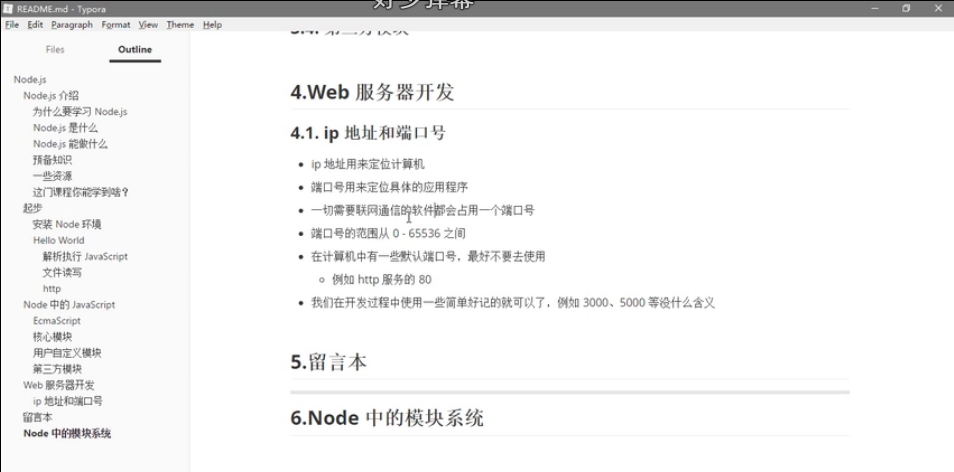 README.md - Typora
File Edit Paragraph Format View Theme Help
Files Outline
Node.js
Node.js 介绍
为什么要学习 Node.js
Node.js 是什么
Node.js 能做什么
预备知识
一些资源
这门课程你能学到啥？
起步
安装 Node 环境
Hello World
解析执行 JavaScript
文件读写
http
Node 中的 JavaScript
EcmaScript
核心模块
用户自定义模块
第三方模块
Web 服务器开发
ip 地址和端口号
留言本
Node 中的模块系统
4.Web 服务器开发
4.1. ip 地址和端口号
ip 地址用来定位计算机
端口号用来定位具体的应用程序
一切需要联网通信的软件都会占用一个端口号
端口号的范围从 0 - 65536 之间
在计算机中有一些默认端口号，最好不要去使用
例如 http 服务的 80
我们在开发过程中使用一些简单好记的就可以了，例如 3000、5000 等没什么含义
5.留言本
6.Node 中的模块系统